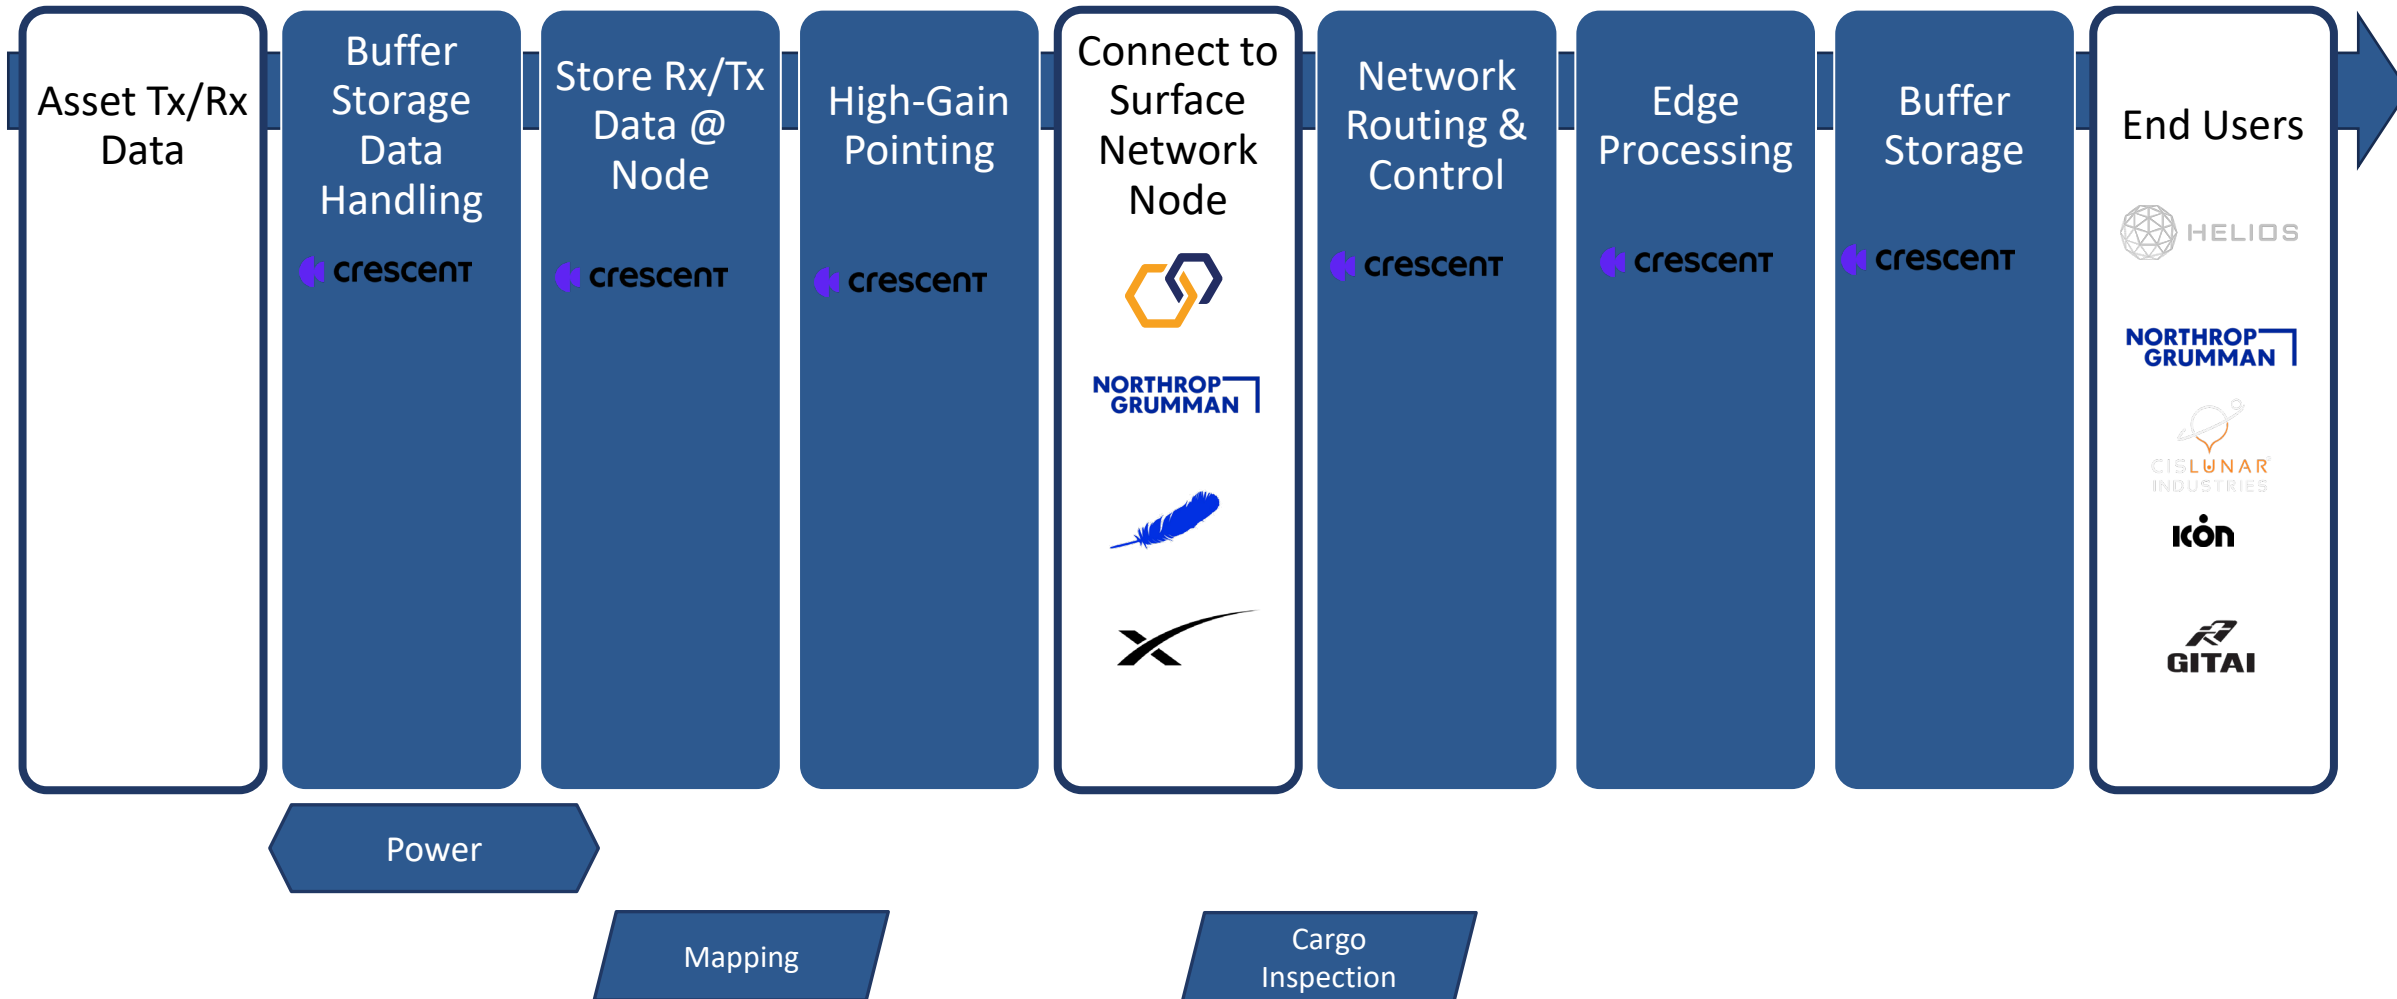 Asset Tx/Rx
Data
Buffer
Storage
Data
Handling
crescent
Store Rx/Tx
Data @
Node
crescent
High-Gain
Pointing
crescent
Connect to
Surface
Network
Node
NORTHROP
GRUMMAN
Network
Routing &
Control
crescent
Edge
Processing
crescent
Buffer
Storage
crescent
End Users
HELIOS
NORTHROP
GRUMMAN
CISLUNAR
INDUSTRIES
ICON
GITAI
Power
Mapping
Cargo
Inspection